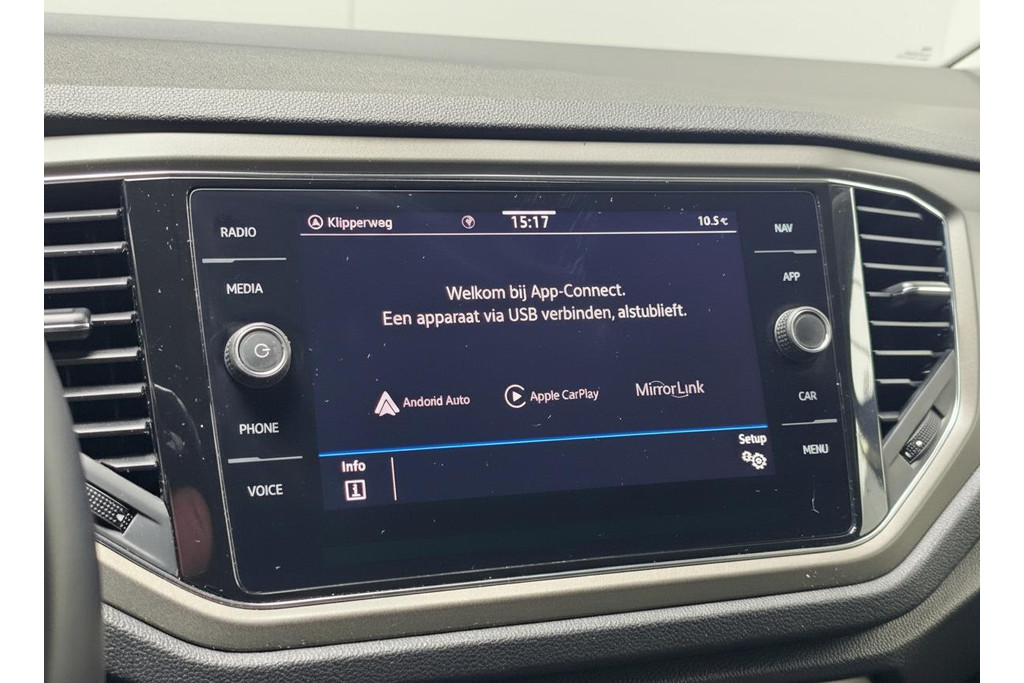 Klipperweg 15:17 10.5 °C
RADIO
MEDIA
PHONE
VOICE
Welkom bij App-Connect.
Een apparaat via USB verbinden, alstublieft.
Andorid Auto Apple CarPlay MirrorLink
Info
Setup
NAV
APP
CAR
MENU